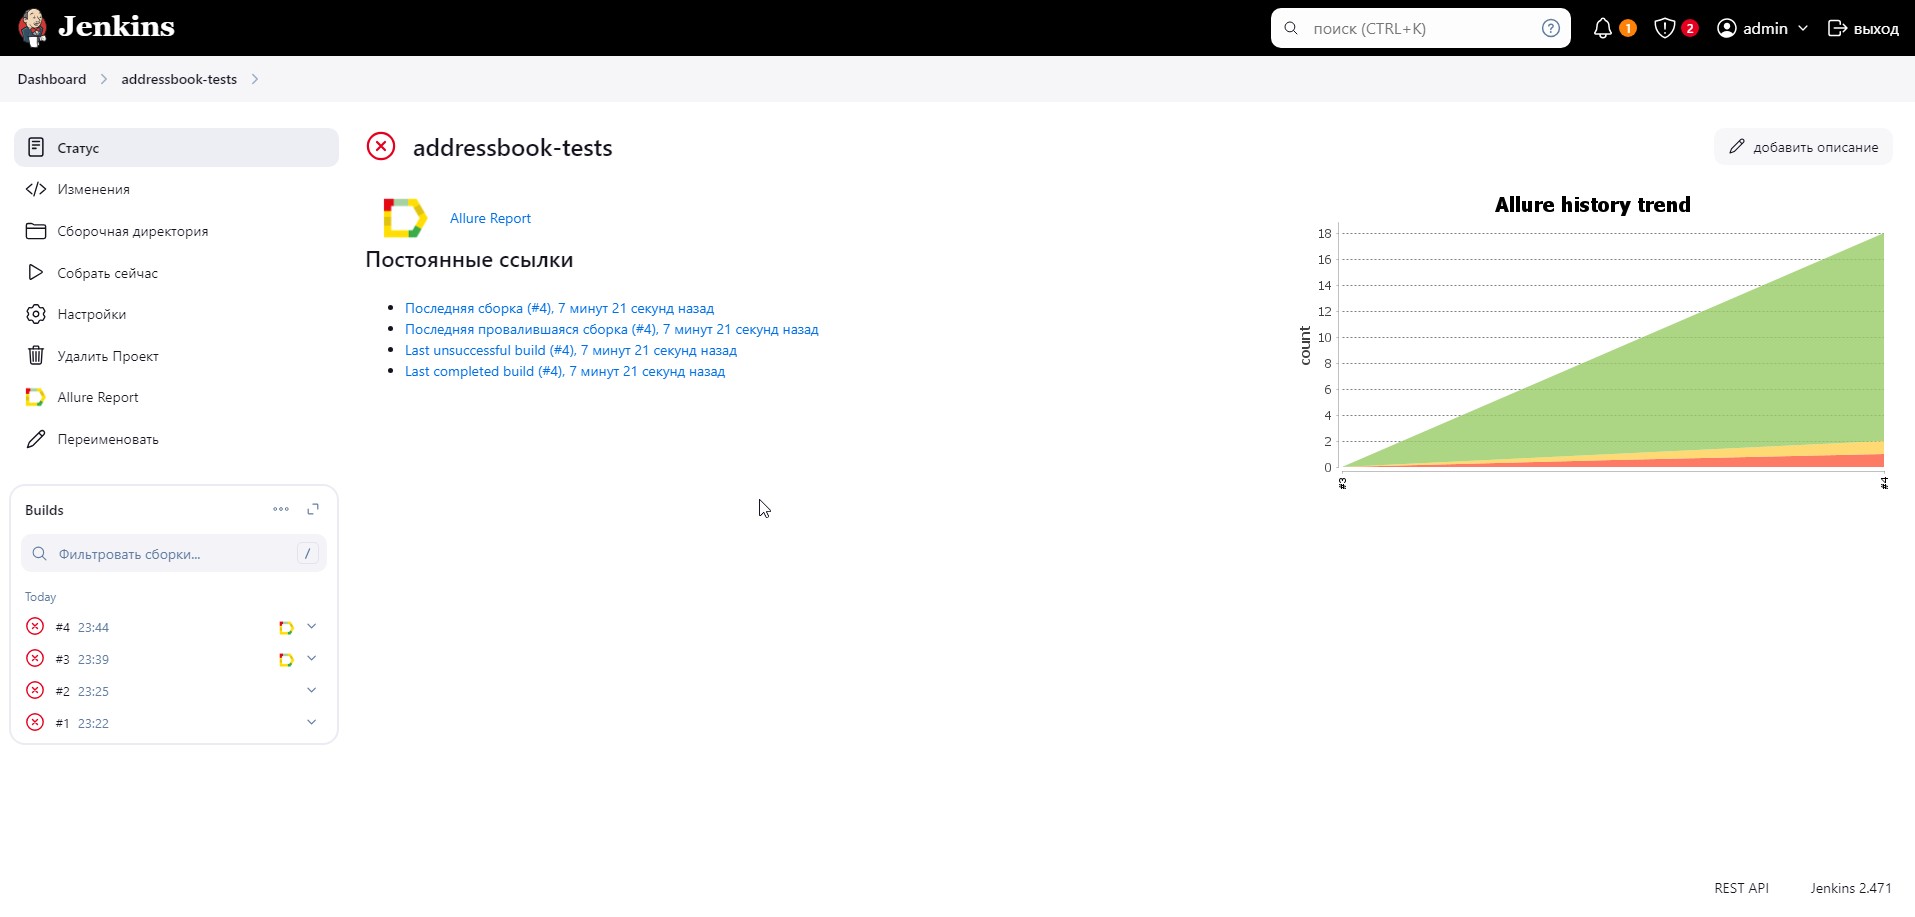 Jenkins
поиск (CTRL+K)
1
2
admin
выход
Dashboard
addressbook-tests
Статус
Изменения
Сборочная директория
Собрать сейчас
Настройки
Удалить Проект
Allure Report
Переименовать
Builds
Фильтровать сборки...
/
Today
#4 23:44
#3 23:39
#2 23:25
#1 23:22
addressbook-tests
добавить описание
Allure Report
Постоянные ссылки
Последняя сборка (#4), 7 минут 21 секунд назад
Последняя провалившаяся сборка (#4), 7 минут 21 секунд назад
Last unsuccessful build (#4), 7 минут 21 секунд назад
Last completed build (#4), 7 минут 21 секунд назад
Allure history trend
count
18
16
14
12
10
8
6
4
2
0
#3
#4
REST API
Jenkins 2.471